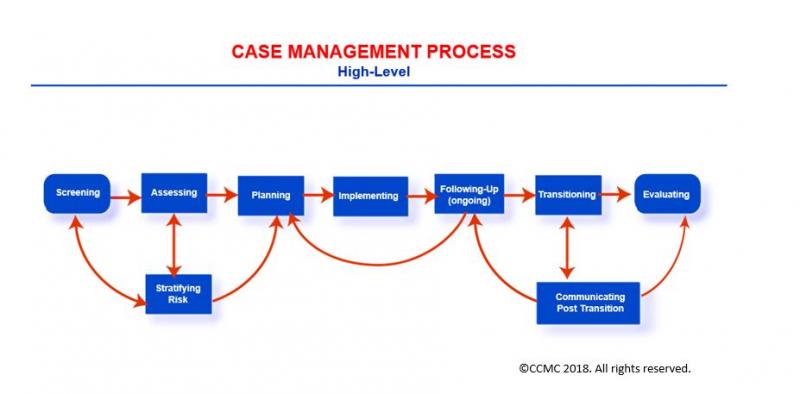 CASE MANAGEMENT PROCESS
High-Level
Screening
Assessing
Planning
Implementing
Following-Up
(ongoing)
Transitioning
Evaluating
Stratifying
Risk
Communicating
Post Transition
©CCMC 2018. All rights reserved.